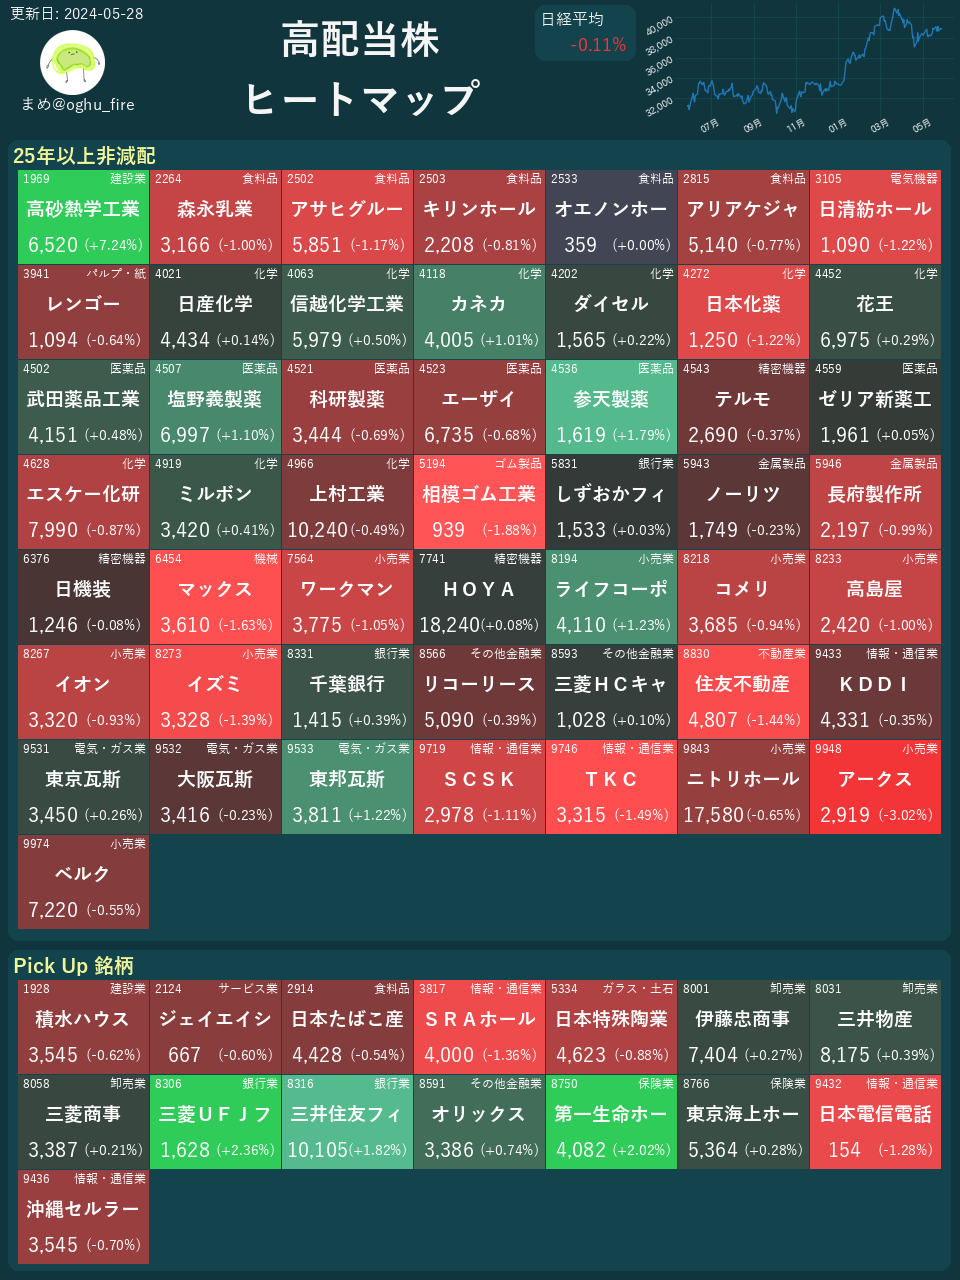 更新日: 2024-05-28
まめ@oghu_fire
高配当株
ヒートマップ
日経平均
-0.11%
40,000
38,000
36,000
34,000
32,000
07月 09月 11月 01月 03月 05月
25年以上非減配
1969 建設業
高砂熱学工業
6,520 (+7.24%)
2264 食料品
森永乳業
3,166 (-1.00%)
2502 食料品
アサヒグルー
5,851 (-1.17%)
2503 食料品
キリンホール
2,208 (-0.81%)
2533 食料品
オエノンホー
359 (+0.00%)
2815 食料品
アリアケジャ
5,140 (-0.77%)
3105 電気機器
日清紡ホール
1,090 (-1.22%)
3941 パルプ・紙
レンゴー
1,094 (-0.64%)
4021 化学
日産化学
4,434 (+0.14%)
4063 化学
信越化学工業
5,979 (+0.50%)
4118 化学
カネカ
4,005 (+1.01%)
4202 化学
ダイセル
1,565 (+0.22%)
4272 化学
日本化薬
1,250 (-1.22%)
4452 化学
花王
6,975 (+0.29%)
4502 医薬品
武田薬品工業
4,151 (+0.48%)
4507 医薬品
塩野義製薬
6,997 (+1.10%)
4521 医薬品
科研製薬
3,444 (-0.69%)
4523 医薬品
エーザイ
6,735 (-0.68%)
4536 医薬品
参天製薬
1,619 (+1.79%)
4543 精密機器
テルモ
2,690 (-0.37%)
4559 医薬品
ゼリア新薬工
1,961 (+0.05%)
4628 化学
エスケー化研
7,990 (-0.87%)
4919 化学
ミルボン
3,420 (+0.41%)
4966 化学
上村工業
10,240 (-0.49%)
5194 ゴム製品
相模ゴム工業
939 (-1.88%)
5831 銀行業
しずおかフィ
1,533 (+0.03%)
5943 金属製品
ノーリツ
1,749 (-0.23%)
5946 金属製品
長府製作所
2,197 (-0.99%)
6376 精密機器
日機装
1,246 (-0.08%)
6454 機械
マックス
3,610 (-1.63%)
7564 小売業
ワークマン
3,775 (-1.05%)
7741 精密機器
ＨＯＹＡ
18,240 (+0.08%)
8194 小売業
ライフコーポ
4,110 (+1.23%)
8218 小売業
コメリ
3,685 (-0.94%)
8233 小売業
高島屋
2,420 (-1.00%)
8267 小売業
イオン
3,320 (-0.93%)
8273 小売業
イズミ
3,328 (-1.39%)
8331 銀行業
千葉銀行
1,415 (+0.39%)
8566 その他金融業
リコーリース
5,090 (-0.39%)
8593 その他金融業
三菱ＨＣキャ
1,028 (+0.10%)
8830 不動産業
住友不動産
4,807 (-1.44%)
9433 情報・通信業
ＫＤＤＩ
4,331 (-0.35%)
9531 電気・ガス業
東京瓦斯
3,450 (+0.26%)
9532 電気・ガス業
大阪瓦斯
3,416 (-0.23%)
9533 電気・ガス業
東邦瓦斯
3,811 (+1.22%)
9719 情報・通信業
ＳＣＳＫ
2,978 (-1.11%)
9746 情報・通信業
ＴＫＣ
3,315 (-1.49%)
9843 小売業
ニトリホール
17,580 (-0.65%)
9948 小売業
アークス
2,919 (-3.02%)
9974 小売業
ベルク
7,220 (-0.55%)
Pick Up 銘柄
1928 建設業
積水ハウス
3,545 (-0.62%)
2124 サービス業
ジェイエイシ
667 (-0.60%)
2914 食料品
日本たばこ産
4,428 (-0.54%)
3817 情報・通信業
ＳＲＡホール
4,000 (-1.36%)
5334 ガラス・土石
日本特殊陶業
4,623 (-0.88%)
8001 卸売業
伊藤忠商事
7,404 (+0.27%)
8031 卸売業
三井物産
8,175 (+0.39%)
8058 卸売業
三菱商事
3,387 (+0.21%)
8306 銀行業
三菱ＵＦＪフ
1,628 (+2.36%)
8316 銀行業
三井住友フィ
10,105 (+1.82%)
8591 その他金融業
オリックス
3,386 (+0.74%)
8750 保険業
第一生命ホー
4,082 (+2.02%)
8766 保険業
東京海上ホー
5,364 (+0.28%)
9432 情報・通信業
日本電信電話
154 (-1.28%)
9436 情報・通信業
沖縄セルラー
3,545 (-0.70%)